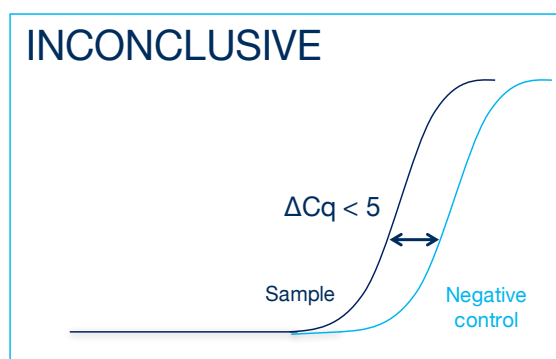 INCONCLUSIVE
ΔCq < 5
Sample
Negative
control